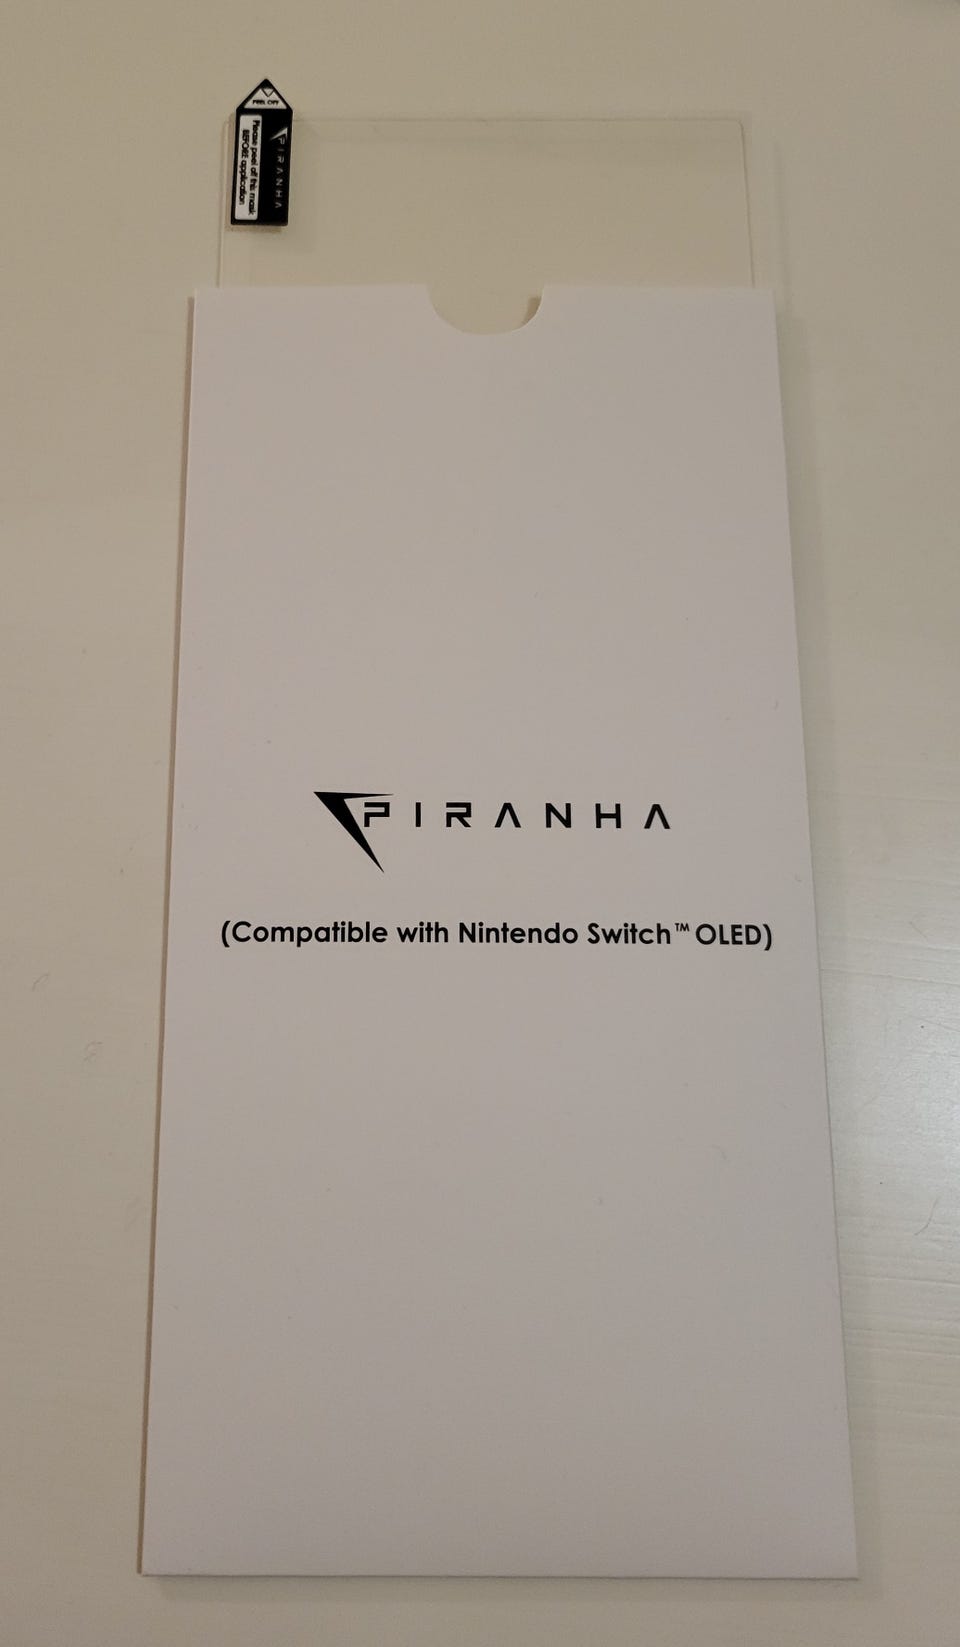 PEEL OFF
PIRANHA
Please peel off this mask
BEFORE application
PIRANHA
(Compatible with Nintendo Switch™ OLED)